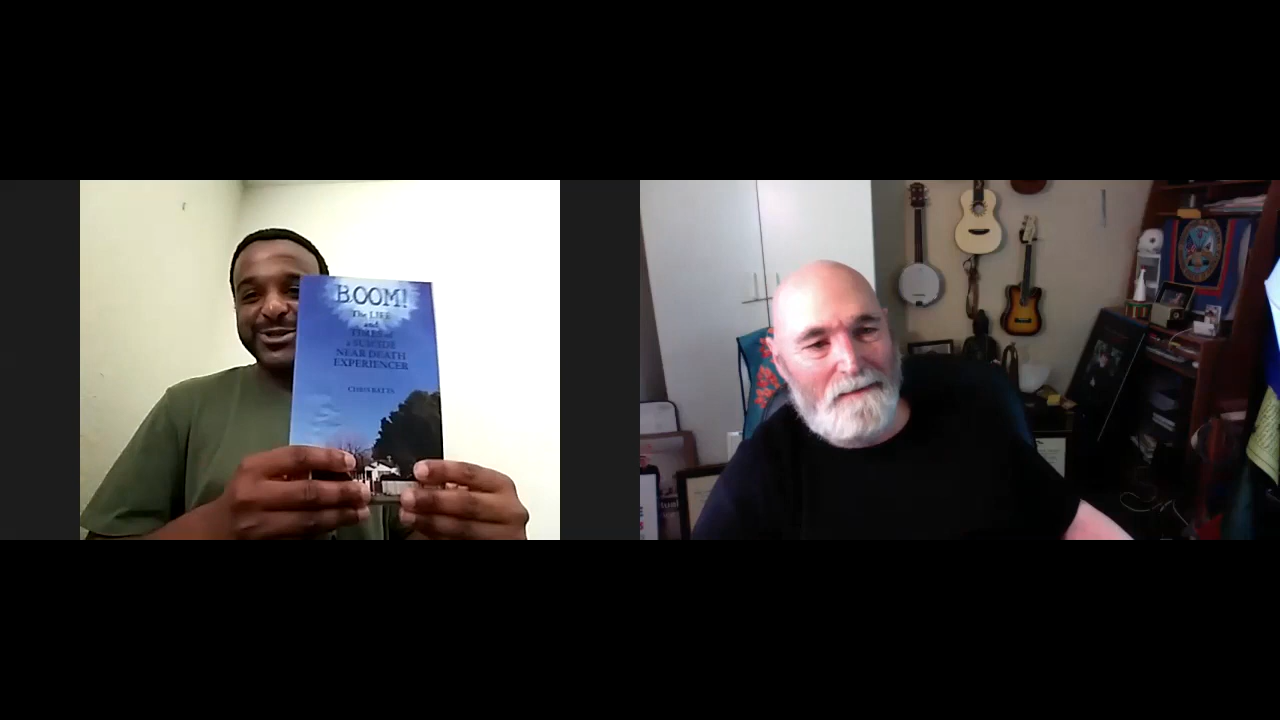 BOOM!
The LIFE
and
TIMES of
a SUICIDE
NEAR DEATH
EXPERIENCER
CHRIS BATTS